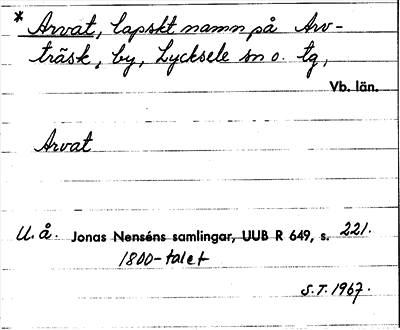 * Arvat, lapskt namn på Arv-
träsk, by, Lycksele sn o. tg,
Vb. län.
Arvat
U.å. Jonas Nenséns samlingar, UUB R 649, s. 221.
1800-talet
S.T. 1967.